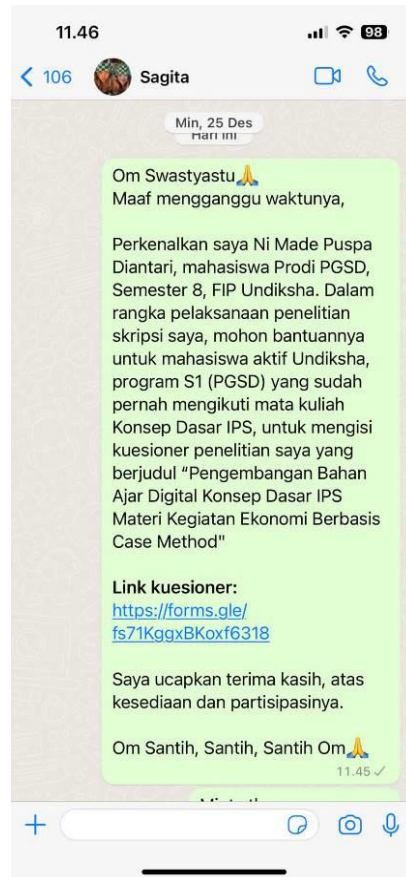 11.46
98
106
Sagita
Min, 25 Des
Hari ini
Om Swastyastu🙏
Maaf mengganggu waktunya,
Perkenalkan saya Ni Made Puspa
Diantari, mahasiswa Prodi PGSD,
Semester 8, FIP Undiksha. Dalam
rangka pelaksanaan penelitian
skripsi saya, mohon bantuannya
untuk mahasiswa aktif Undiksha,
program S1 (PGSD) yang sudah
pernah mengikuti mata kuliah
Konsep Dasar IPS, untuk mengisi
kuesioner penelitian saya yang
berjudul “Pengembangan Bahan
Ajar Digital Konsep Dasar IPS
Materi Kegiatan Ekonomi Berbasis
Case Method"
Link kuesioner:
https://forms.gle/
fs71KggxBKoxf6318
Saya ucapkan terima kasih, atas
kesediaan dan partisipasinya.
Om Santih, Santih, Santih Om🙏
11.45